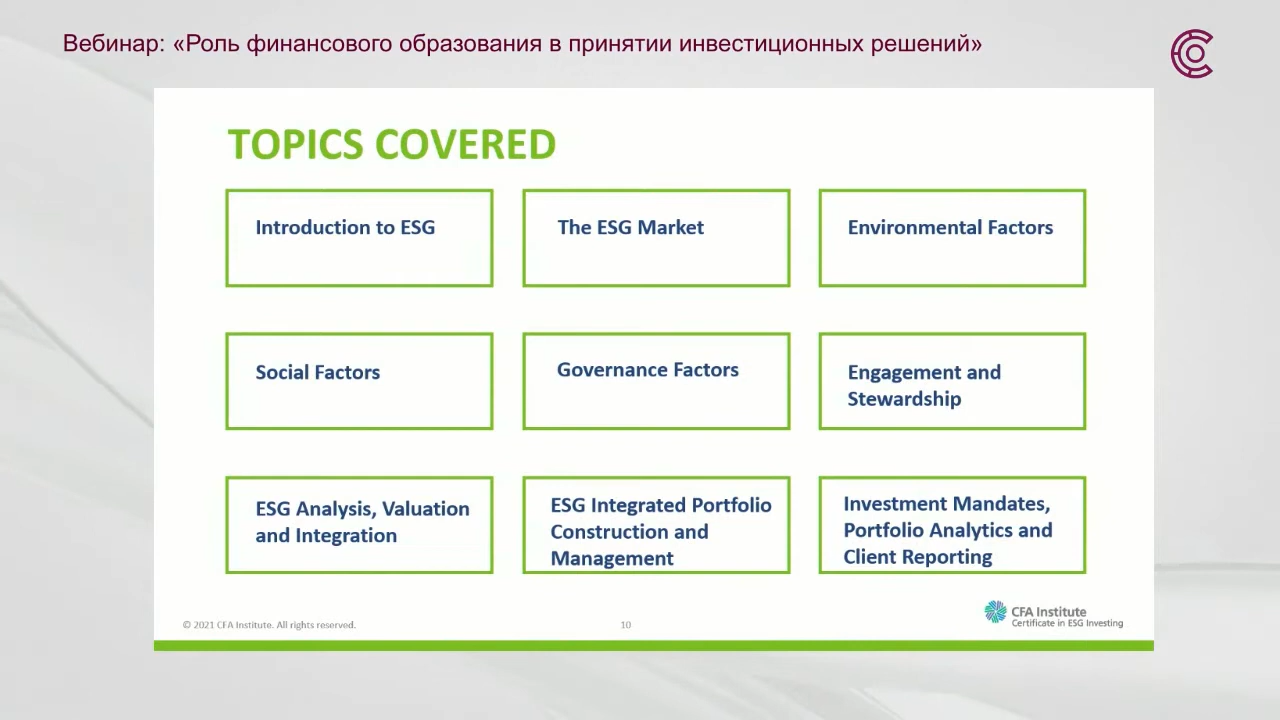 Вебинар: «Роль финансового образования в принятии инвестиционных решений»
TOPICS COVERED
Introduction to ESG
The ESG Market
Environmental Factors
Social Factors
Governance Factors
Engagement and
Stewardship
ESG Analysis, Valuation
and Integration
ESG Integrated Portfolio
Construction and
Management
Investment Mandates,
Portfolio Analytics and
Client Reporting
CFA Institute
Certificate in ESG Investing
© 2021 CFA Institute. All rights reserved.
10